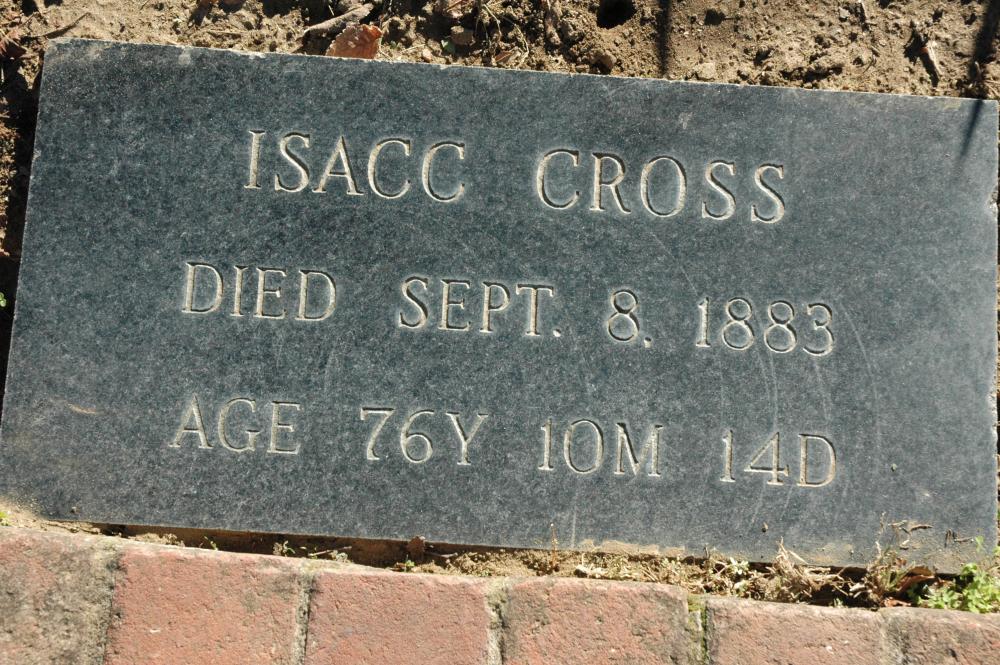 ISACC CROSS
DIED SEPT. 8. 1883
AGE 76Y 10M 14D